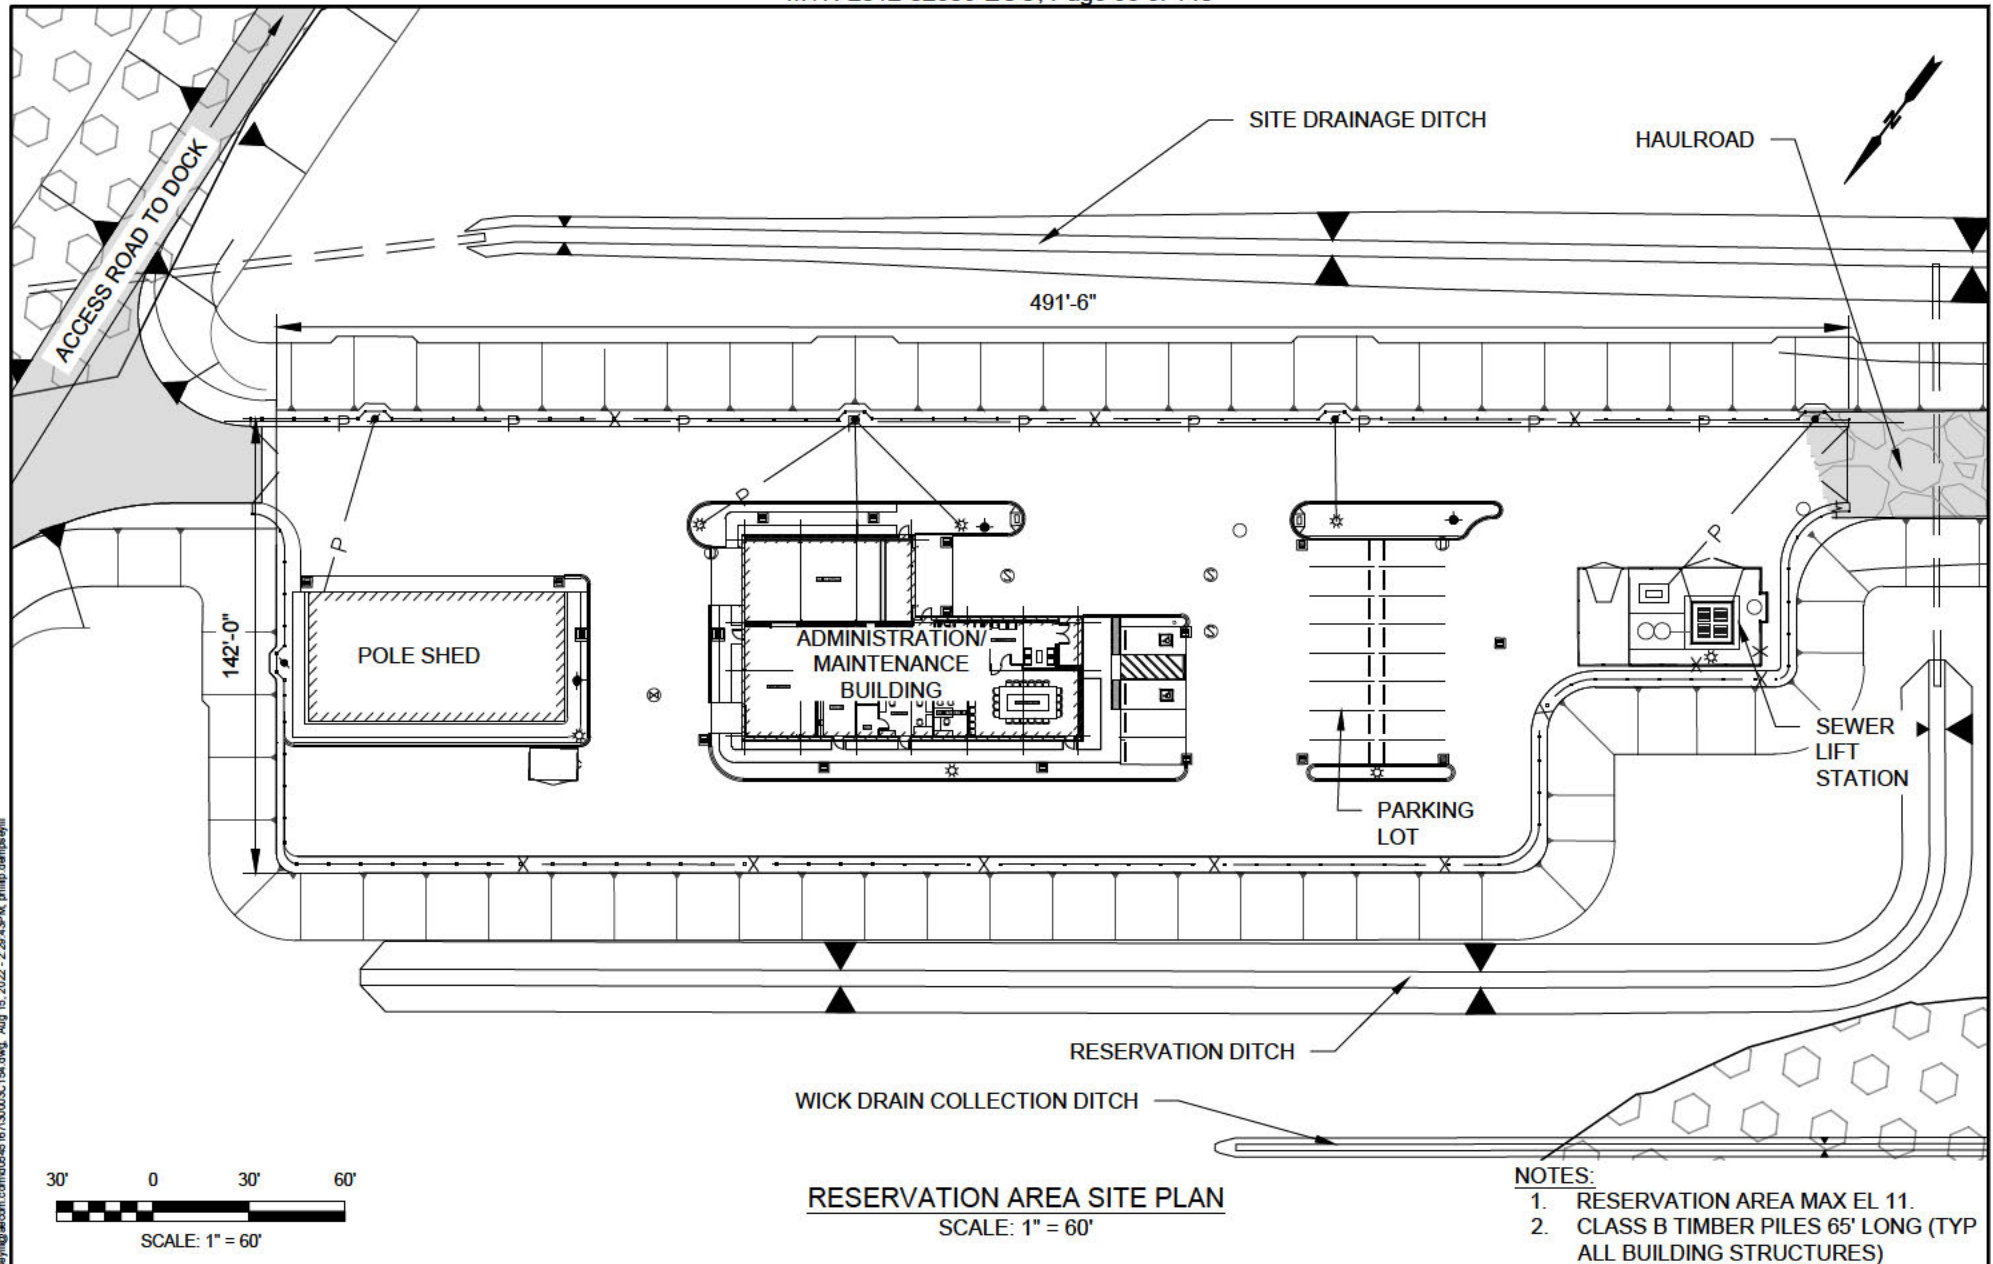 SITE DRAINAGE DITCH
HAULROAD
N
ACCESS ROAD TO DOCK
491'-6"
P P X P P X P P P X P
P
P
P
142'-0"
POLE SHED
ADMINISTRATION/
MAINTENANCE
BUILDING
SEWER
LIFT
STATION
PARKING
LOT
X X X X X
RESERVATION DITCH
WICK DRAIN COLLECTION DITCH
30' 0 30' 60'
SCALE: 1" = 60'
RESERVATION AREA SITE PLAN
SCALE: 1" = 60'
NOTES:
1. RESERVATION AREA MAX EL 11.
2. CLASS B TIMBER PILES 65' LONG (TYP
ALL BUILDING STRUCTURES)